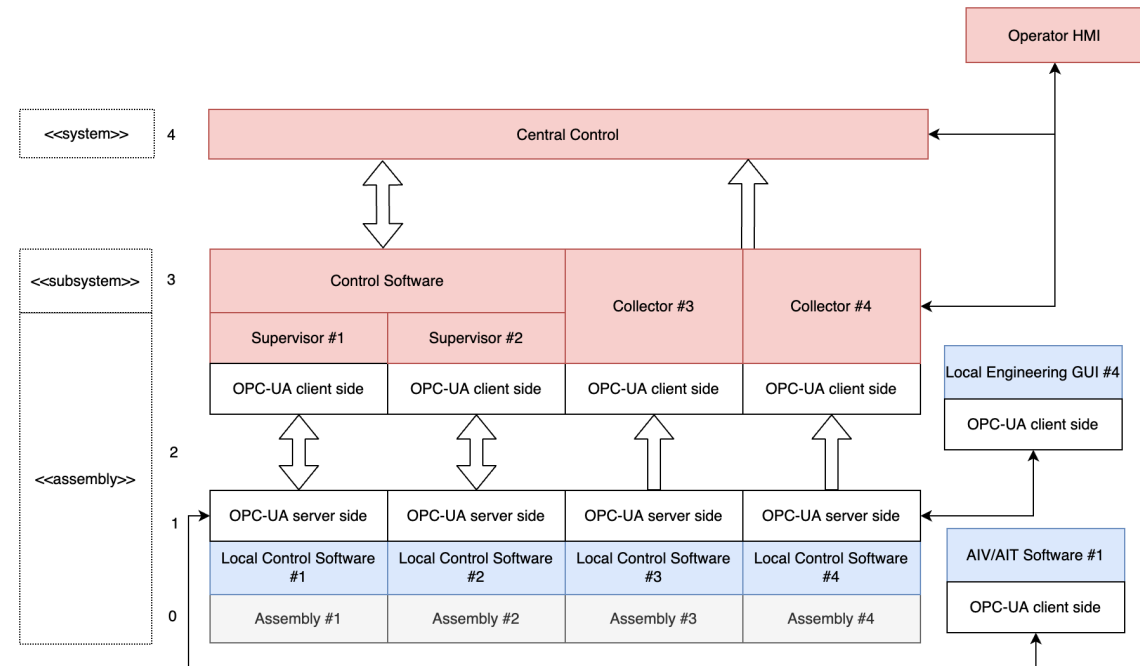 Operator HMI
<<system>>
4
Central Control
<<subsystem>>
3
Control Software
Collector #3
Collector #4
Supervisor #1
Supervisor #2
OPC-UA client side
OPC-UA client side
OPC-UA client side
OPC-UA client side
Local Engineering GUI #4
OPC-UA client side
2
<<assembly>>
1
OPC-UA server side
OPC-UA server side
OPC-UA server side
OPC-UA server side
Local Control Software
#1
Local Control Software
#2
Local Control Software
#3
Local Control Software
#4
AIV/AIT Software #1
OPC-UA client side
0
Assembly #1
Assembly #2
Assembly #3
Assembly #4